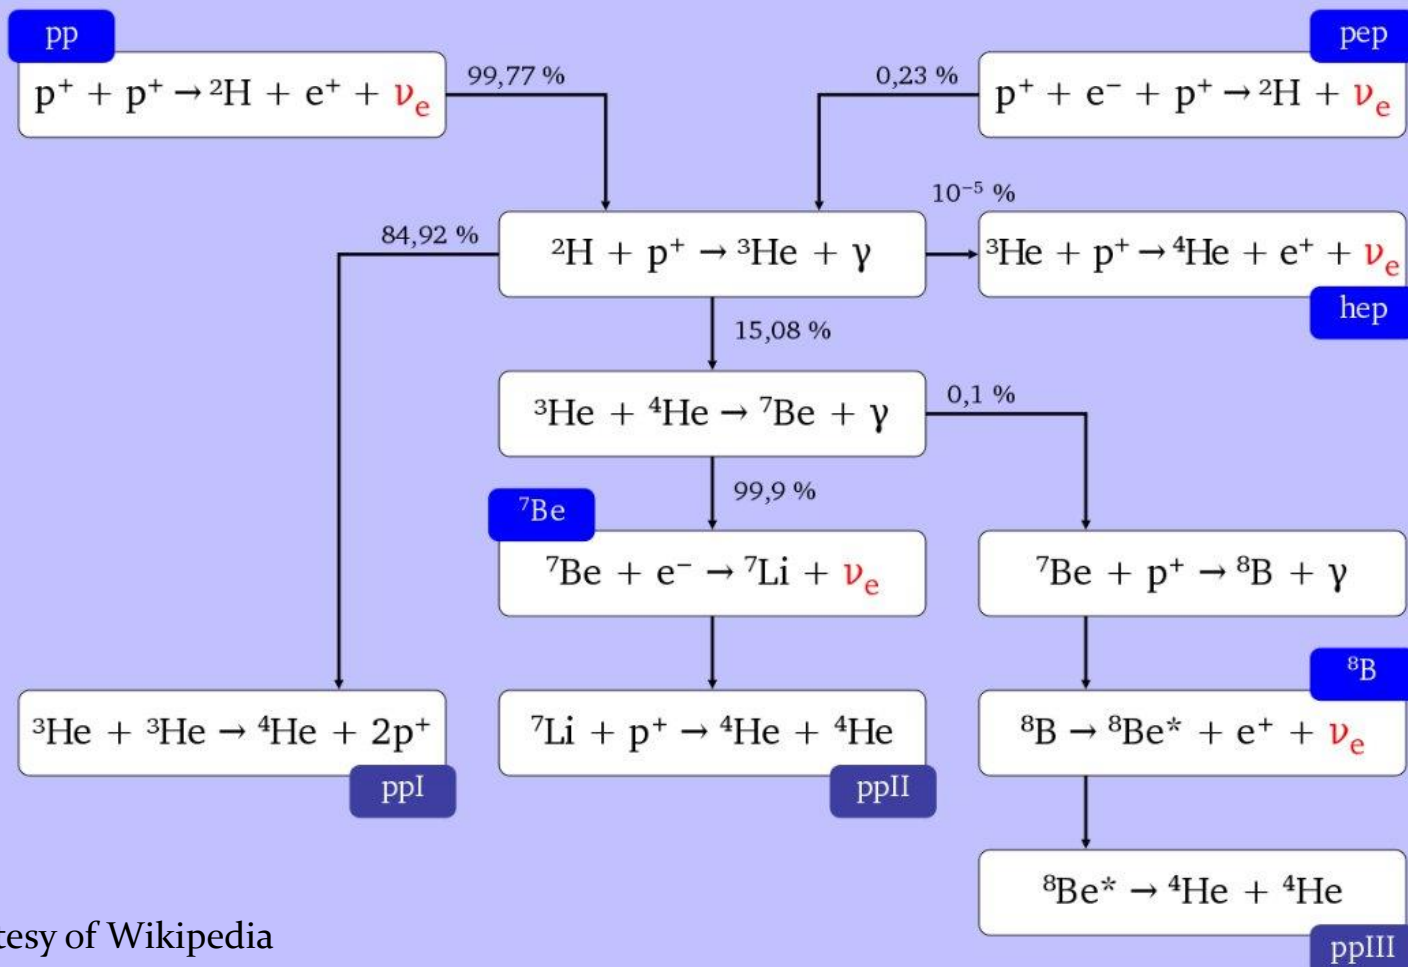 pp
p⁺ + p⁺ → ²H + e⁺ + νₑ
99,77 %
0,23 %
pep
p⁺ + e⁻ + p⁺ → ²H + νₑ
84,92 %
²H + p⁺ → ³He + γ
10⁻⁵ %
³He + p⁺ → ⁴He + e⁺ + νₑ
hep
15,08 %
³He + ⁴He → ⁷Be + γ
0,1 %
99,9 %
⁷Be
⁷Be + e⁻ → ⁷Li + νₑ
⁷Be + p⁺ → ⁸B + γ
³He + ³He → ⁴He + 2p⁺
ppI
⁷Li + p⁺ → ⁴He + ⁴He
ppII
⁸B
⁸B → ⁸Be* + e⁺ + νₑ
⁸Be* → ⁴He + ⁴He
ppIII
tesy of Wikipedia